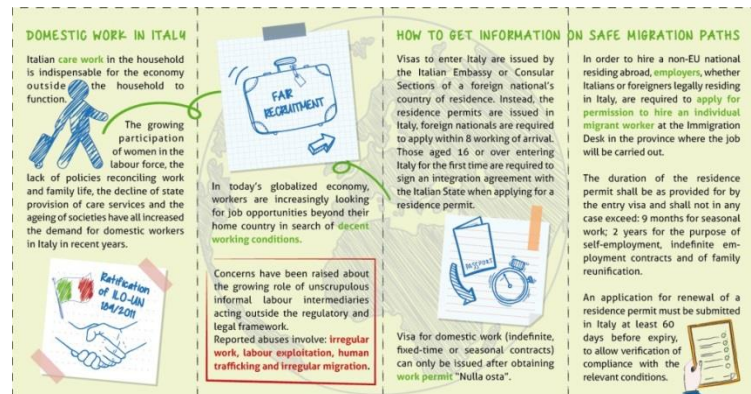 DOMESTIC WORK IN ITALY
Italian care work in the household
is indispensable for the economy
outside the household to
function.
The growing
participation
of women in the
labour force, the
lack of policies reconciling work
and family life, the decline of state
provision of care services and the
ageing of societies have all increased
the demand for domestic workers
in Italy in recent years.
Ratification
of ILO-UN
189/2011
FAIR
RECRUITMENT
In today's globalized economy,
workers are increasingly looking
for job opportunities beyond their
home country in search of decent
working conditions.
Concerns have been raised about
the growing role of unscrupulous
informal labour intermediaries
acting outside the regulatory and
legal framework.
Reported abuses involve: irregular
work, labour exploitation, human
trafficking and irregular migration.
HOW TO GET INFORMATION ON SAFE MIGRATION PATHS
Visas to enter Italy are issued by
the Italian Embassy or Consular
Sections of a foreign national's
country of residence. Instead, the
residence permits are issued in
Italy, foreign nationals are required
to apply within 8 working of arrival.
Those aged 16 or over entering
Italy for the first time are required to
sign an integration agreement with
the Italian State when applying for a
residence permit.
PASSPORT
Visa for domestic work (indefinite,
fixed-time or seasonal contracts)
can only be issued after obtaining
work permit "Nulla osta".
In order to hire a non-EU national
residing abroad, employers, whether
Italians or foreigners legally residing
in Italy, are required to apply for
permission to hire an individual
migrant worker at the Immigration
Desk in the province where the job
will be carried out.
The duration of the residence
permit shall be as provided for by
the entry visa and shall not in any
case exceed: 9 months for seasonal
work; 2 years for the purpose of
self-employment, indefinite em-
ployment contracts and of family
reunification.
An application for renewal of a
residence permit must be submitted
in Italy at least 60
days before expiry,
to allow verification of
compliance with the
relevant conditions.